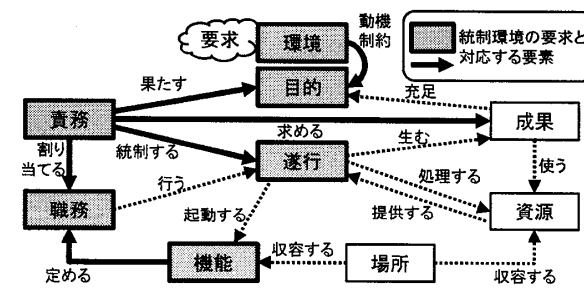 要求
環境
動機
制約
統制環境の要求と
対応する要素
目的
果たす
充足
責務
成果
求める
生む
割り
当てる
統制する
遂行
使う
処理する
行う
職務
起動する
提供する
資源
機能
収容する
場所
定める
収容する